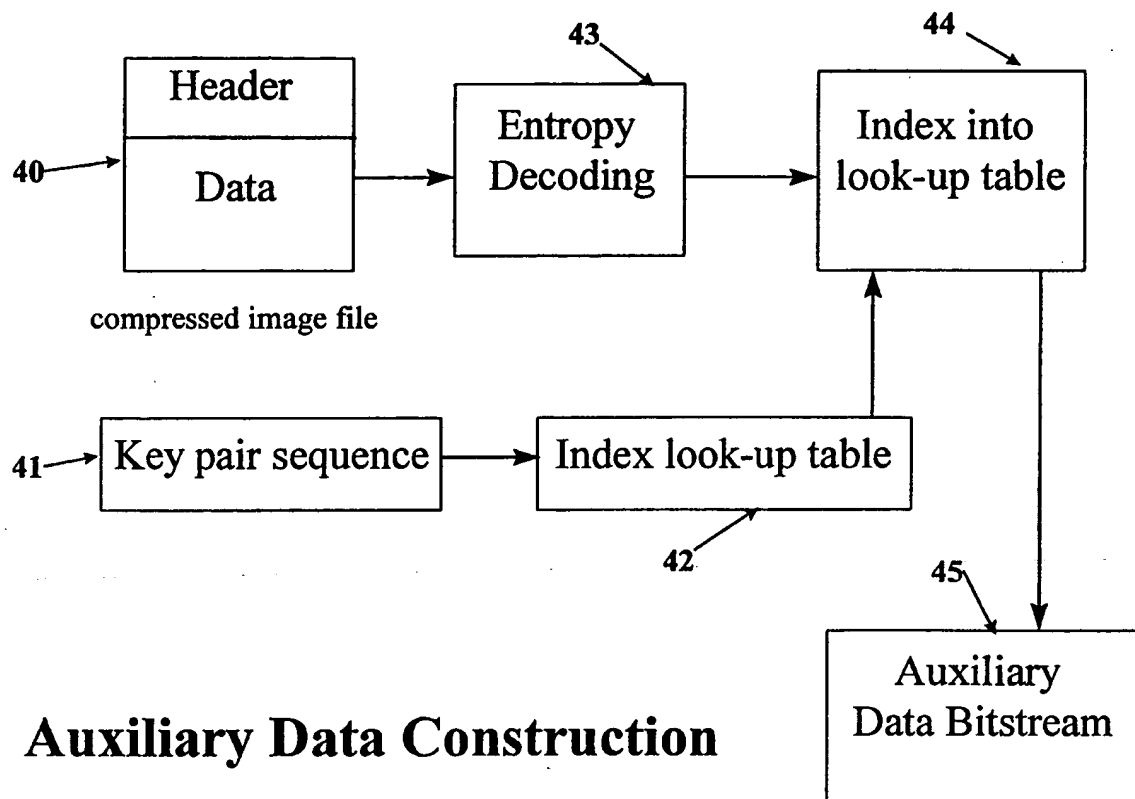 43
44
Header
Entropy
Decoding
Index into
look-up table
40
Data
compressed image file
41
Key pair sequence
Index look-up table
42
45
Auxiliary
Data Bitstream
Auxiliary Data Construction